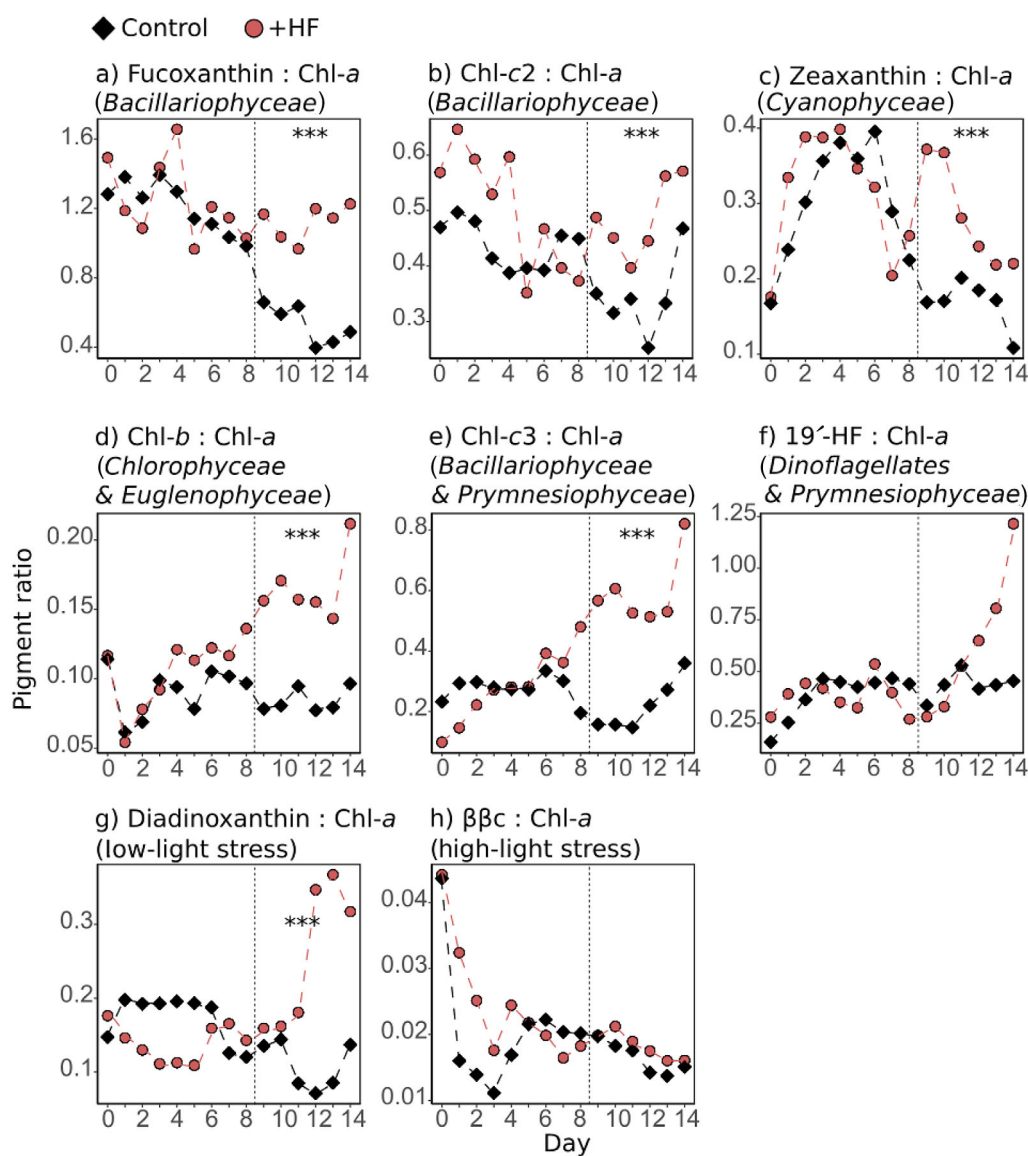 Control +HF
a) Fucoxanthin : Chl-a
(Bacillariophyceae)
b) Chl-c2 : Chl-a
(Bacillariophyceae)
c) Zeaxanthin : Chl-a
(Cyanophyceae)
***
1.6
1.2
0.8
0.4
0 2 4 6 8 10 12 14
***
0.6
0.5
0.4
0.3
0 2 4 6 8 10 12 14
***
0.4
0.3
0.2
0.1
0 2 4 6 8 10 12 14
d) Chl-b : Chl-a
(Chlorophyceae
& Euglenophyceae)
e) Chl-c3 : Chl-a
(Bacillariophyceae
& Prymnesiophyceae)
f) 19′-HF : Chl-a
(Dinoflagellates
& Prymnesiophyceae)
Pigment ratio
***
0.20
0.15
0.10
0.05
0 2 4 6 8 10 12 14
***
0.8
0.6
0.4
0.2
0 2 4 6 8 10 12 14
1.25
1.00
0.75
0.50
0.25
0 2 4 6 8 10 12 14
g) Diadinoxanthin : Chl-a
(low-light stress)
h) ββc : Chl-a
(high-light stress)
***
0.3
0.2
0.1
0 2 4 6 8 10 12 14
0.04
0.03
0.02
0.01
0 2 4 6 8 10 12 14
Day